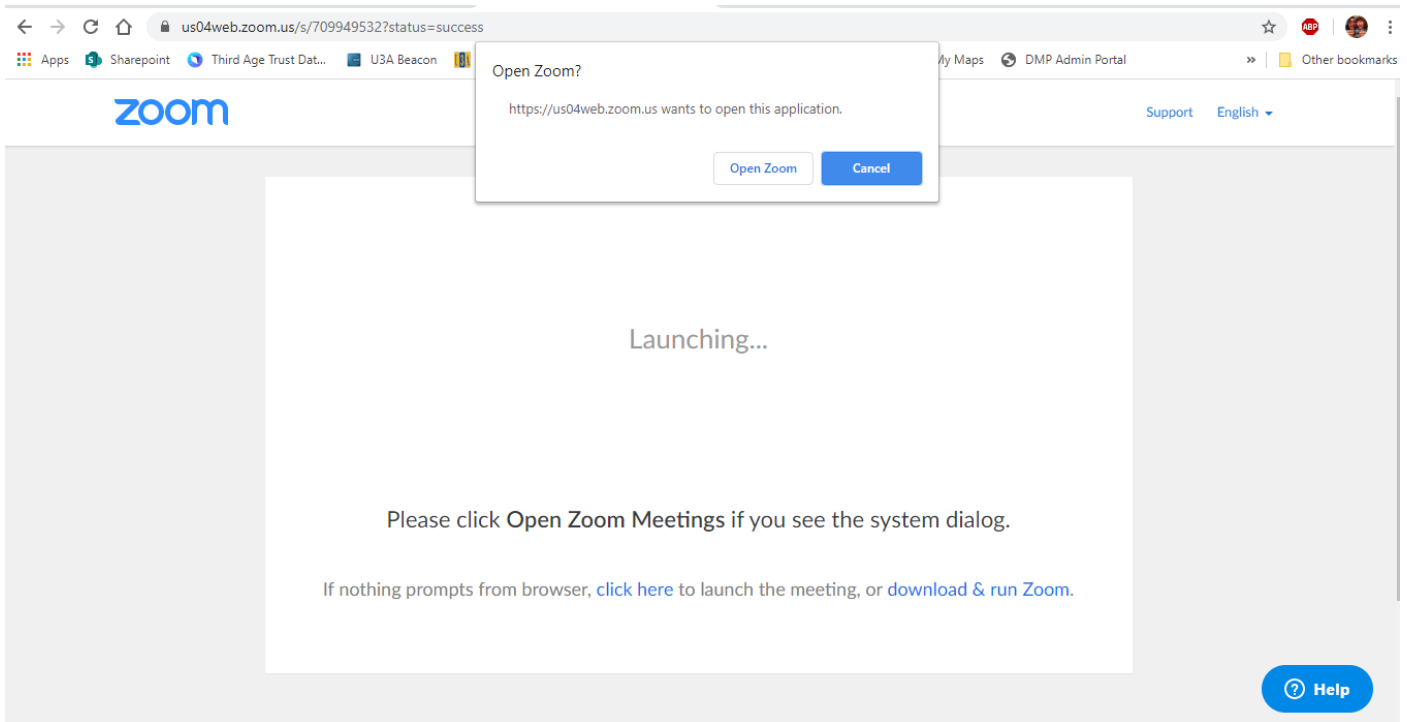 us04web.zoom.us/s/709949532?status=success
ABP
Apps Sharepoint Third Age Trust Dat... U3A Beacon My Maps DMP Admin Portal » Other bookmarks
Open Zoom?
https://us04web.zoom.us wants to open this application.
Open Zoom Cancel
zoom
Support English
Launching...
Please click Open Zoom Meetings if you see the system dialog.
If nothing prompts from browser, click here to launch the meeting, or download & run Zoom.
? Help